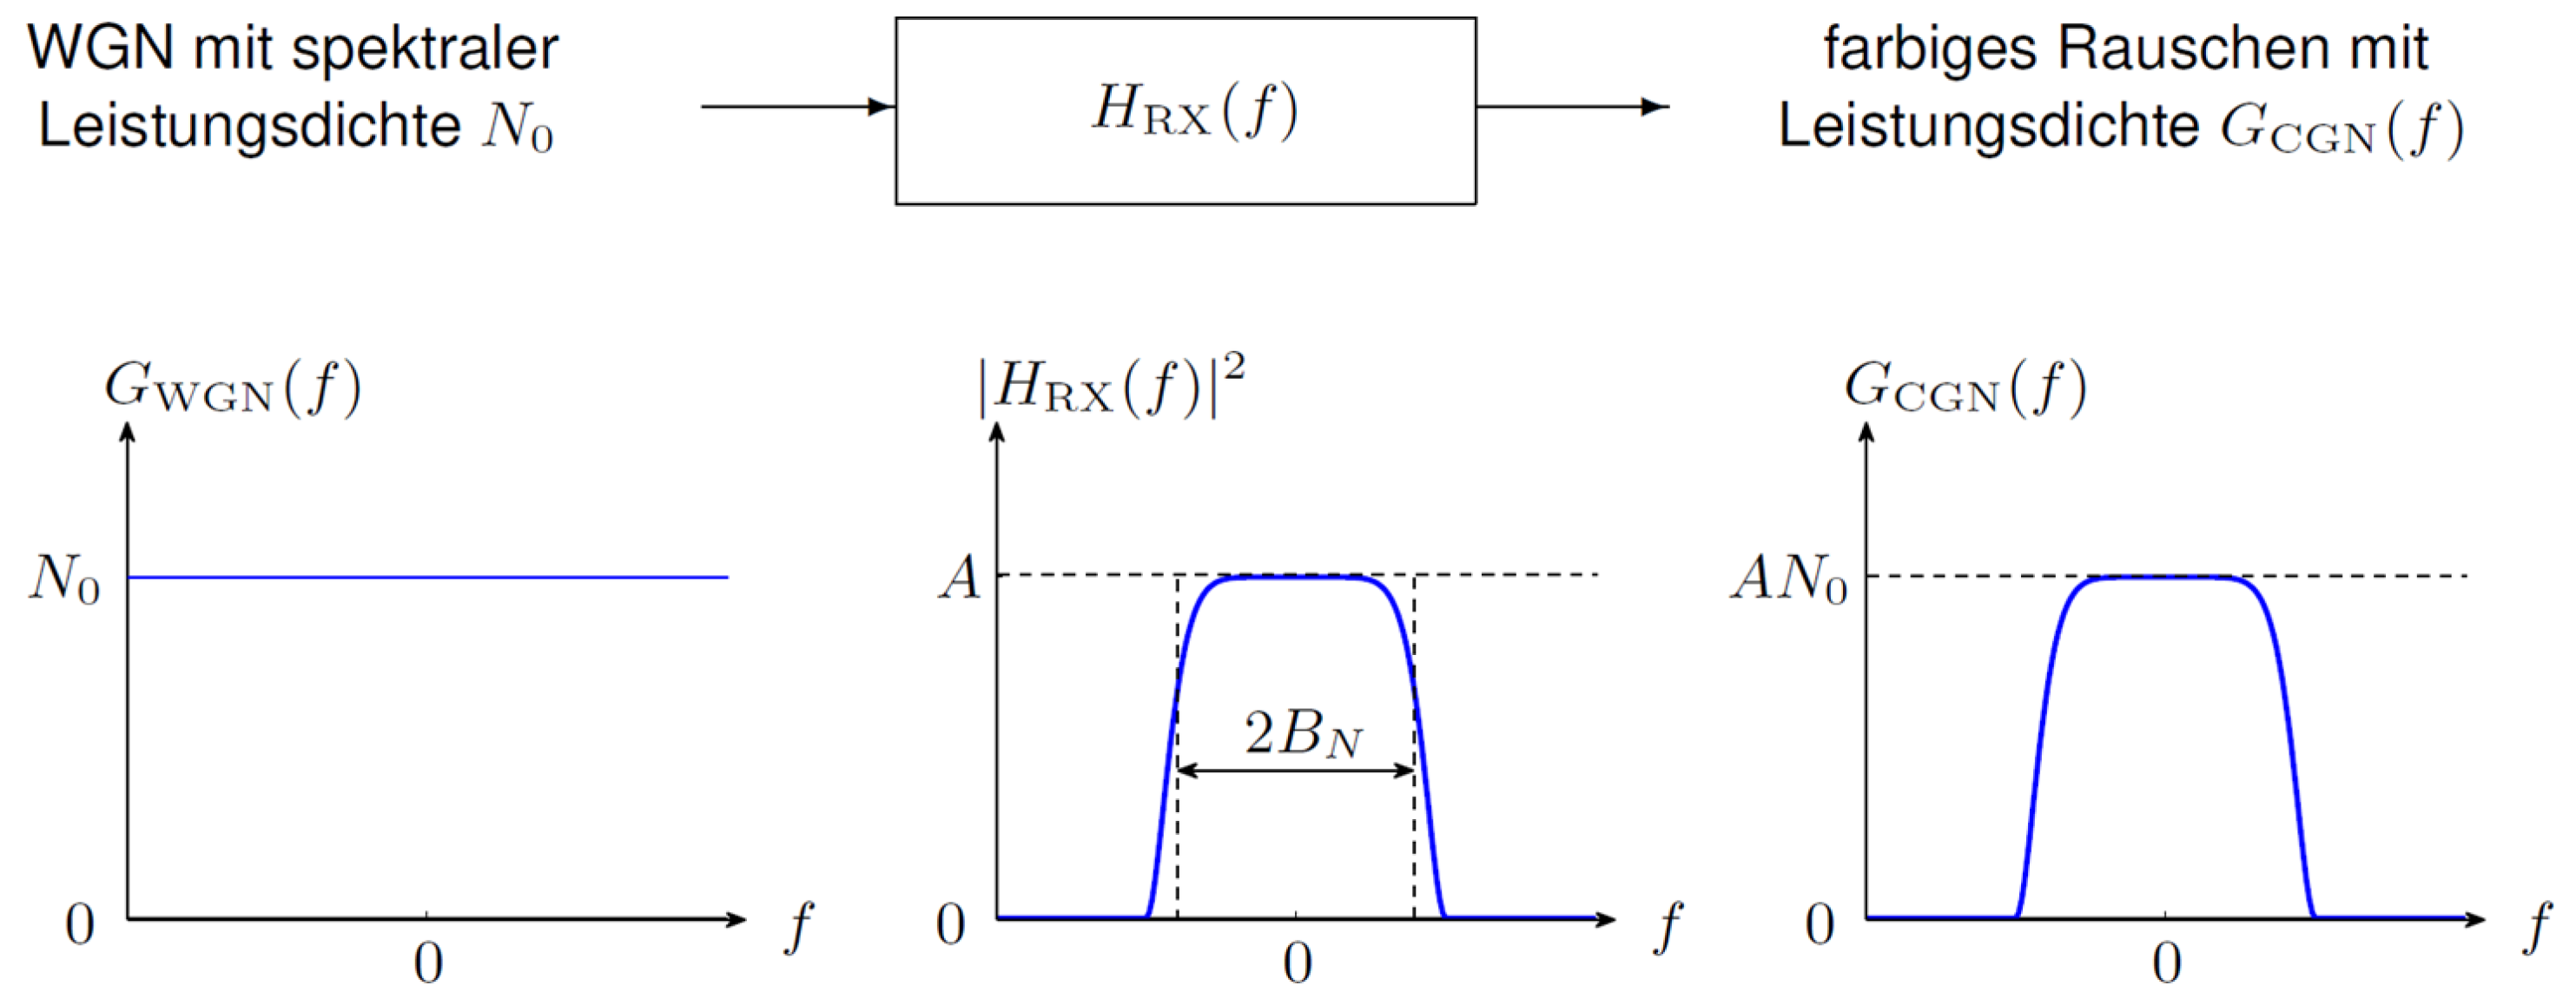 WGN mit spektraler
Leistungsdichte N₀
H_RX(f)
farbiges Rauschen mit
Leistungsdichte G_CGN(f)
G_WGN(f)
N₀
0
0
f
|H_RX(f)|²
A
2B_N
0
0
f
G_CGN(f)
AN₀
0
0
f